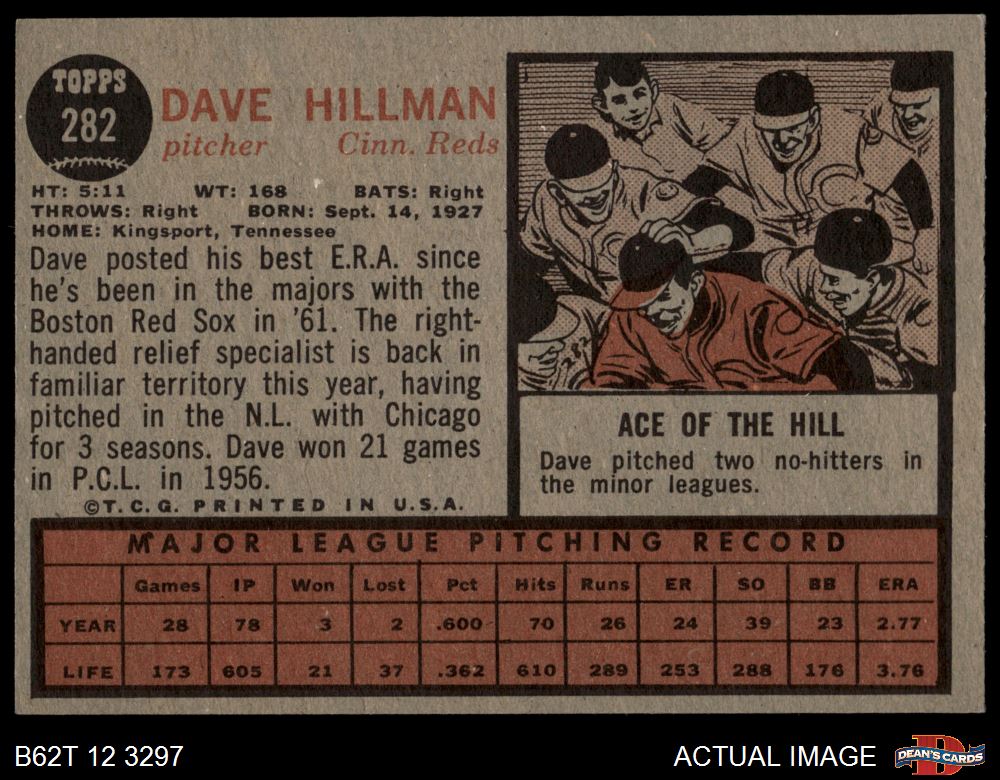 TOPPS
282
DAVE HILLMAN
pitcher Cinn. Reds
HT: 5:11 WT: 168 BATS: Right
THROWS: Right BORN: Sept. 14, 1927
HOME: Kingsport, Tennessee
Dave posted his best E.R.A. since
he's been in the majors with the
Boston Red Sox in '61. The right-
handed relief specialist is back in
familiar territory this year, having
pitched in the N.L. with Chicago
for 3 seasons. Dave won 21 games
in P.C.L. in 1956.
©T.C.G. PRINTED IN U.S.A.
ACE OF THE HILL
Dave pitched two no-hitters in
the minor leagues.
MAJOR LEAGUE PITCHING RECORD
Games IP Won Lost Pct Hits Runs ER SO BB ERA
YEAR 28 78 3 2 .600 70 26 24 39 23 2.77
LIFE 173 605 21 37 .362 610 289 253 288 176 3.76
B62T 12 3297 ACTUAL IMAGE DEAN'S CARDS